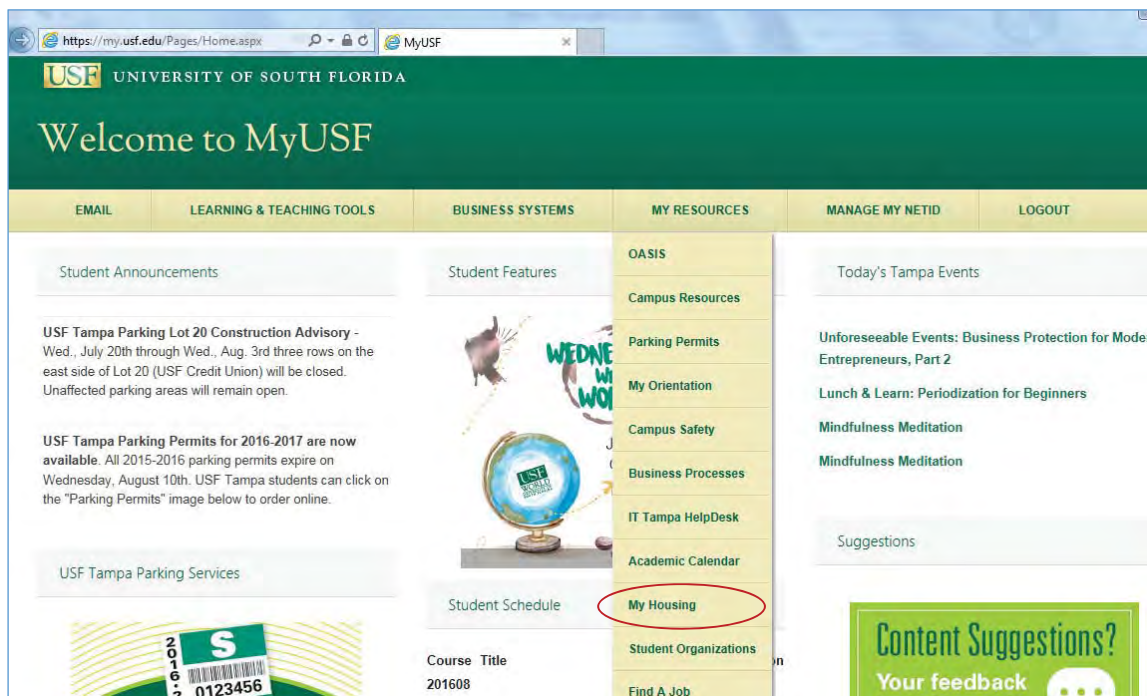 https://my.usf.edu/Pages/Home.aspx
MyUSF
USF UNIVERSITY OF SOUTH FLORIDA
Welcome to MyUSF
EMAIL
LEARNING & TEACHING TOOLS
BUSINESS SYSTEMS
MY RESOURCES
MANAGE MY NETID
LOGOUT
Student Announcements
USF Tampa Parking Lot 20 Construction Advisory -
Wed., July 20th through Wed., Aug. 3rd three rows on the
east side of Lot 20 (USF Credit Union) will be closed.
Unaffected parking areas will remain open.
USF Tampa Parking Permits for 2016-2017 are now
available. All 2015-2016 parking permits expire on
Wednesday, August 10th. USF Tampa students can click on
the "Parking Permits" image below to order online.
USF Tampa Parking Services
S
2016-2
0123456
Student Features
WEDNE
WI
WO
USF
WORLD
Student Schedule
Course Title
201608
OASIS
Campus Resources
Parking Permits
My Orientation
Campus Safety
Business Processes
IT Tampa HelpDesk
Academic Calendar
My Housing
Student Organizations
Find A Job
Today's Tampa Events
Unforeseeable Events: Business Protection for Mode
Entrepreneurs, Part 2
Lunch & Learn: Periodization for Beginners
Mindfulness Meditation
Mindfulness Meditation
Suggestions
Content Suggestions?
Your feedback